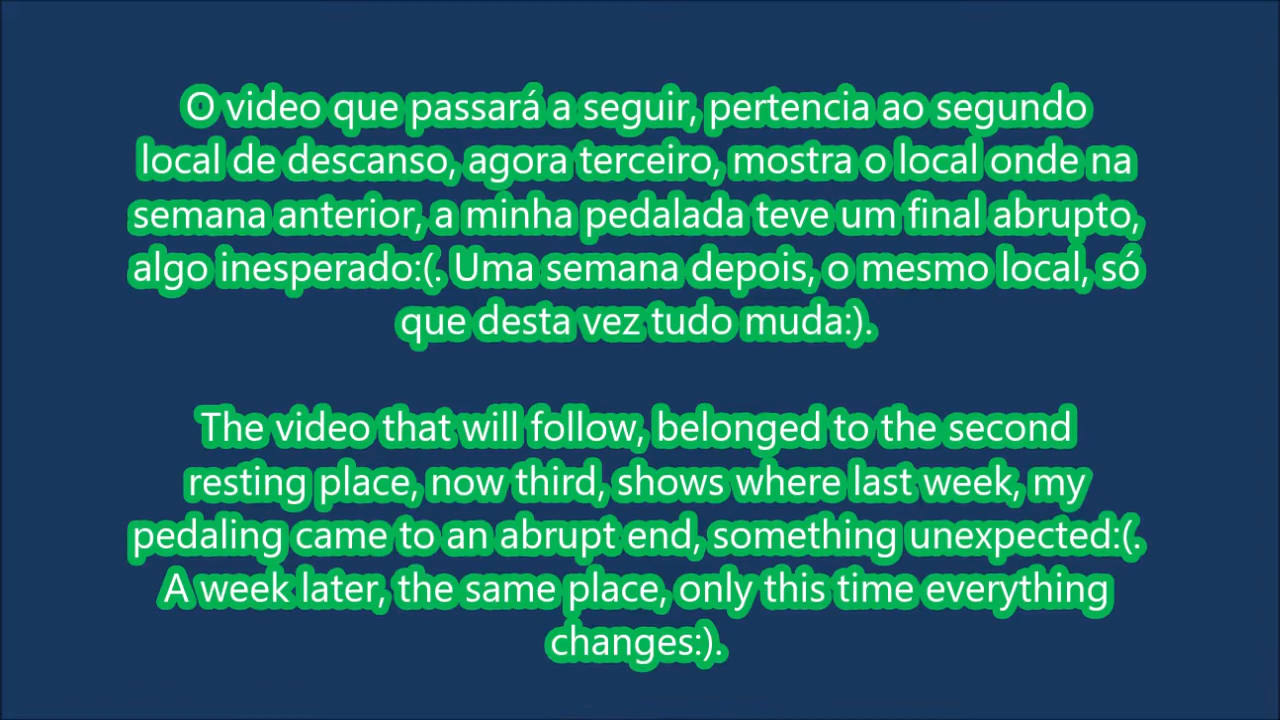 O video que passará a seguir, pertencia ao segundo
local de descanso, agora terceiro, mostra o local onde na
semana anterior, a minha pedalada teve um final abrupto,
algo inesperado:(. Uma semana depois, o mesmo local, só
que desta vez tudo muda:).
The video that will follow, belonged to the second
resting place, now third, shows where last week, my
pedaling came to an abrupt end, something unexpected:(.
A week later, the same place, only this time everything
changes:).